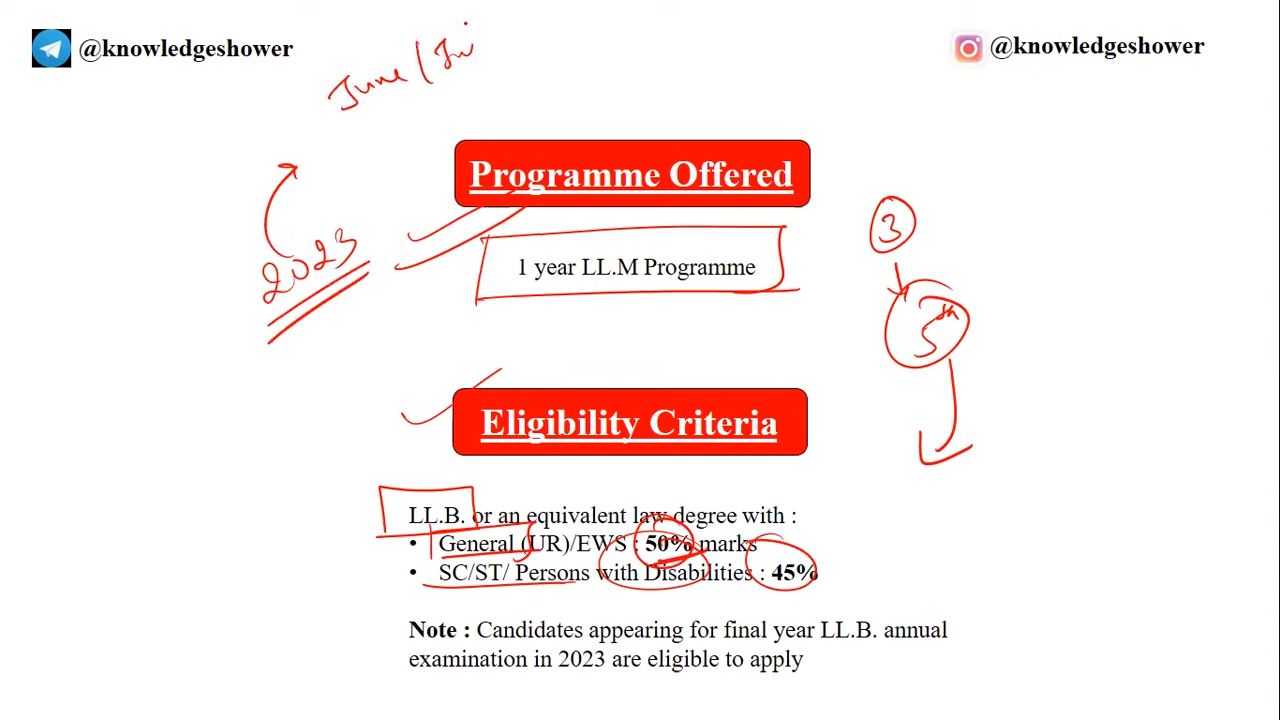 @knowledgeshower
@knowledgeshower
June /
Programme Offered
2023
1 year LL.M Programme
3
5th
Eligibility Criteria
LL.B. or an equivalent law degree with :
• General (UR)/EWS : 50% marks
• SC/ST/ Persons with Disabilities : 45%
Note : Candidates appearing for final year LL.B. annual
examination in 2023 are eligible to apply